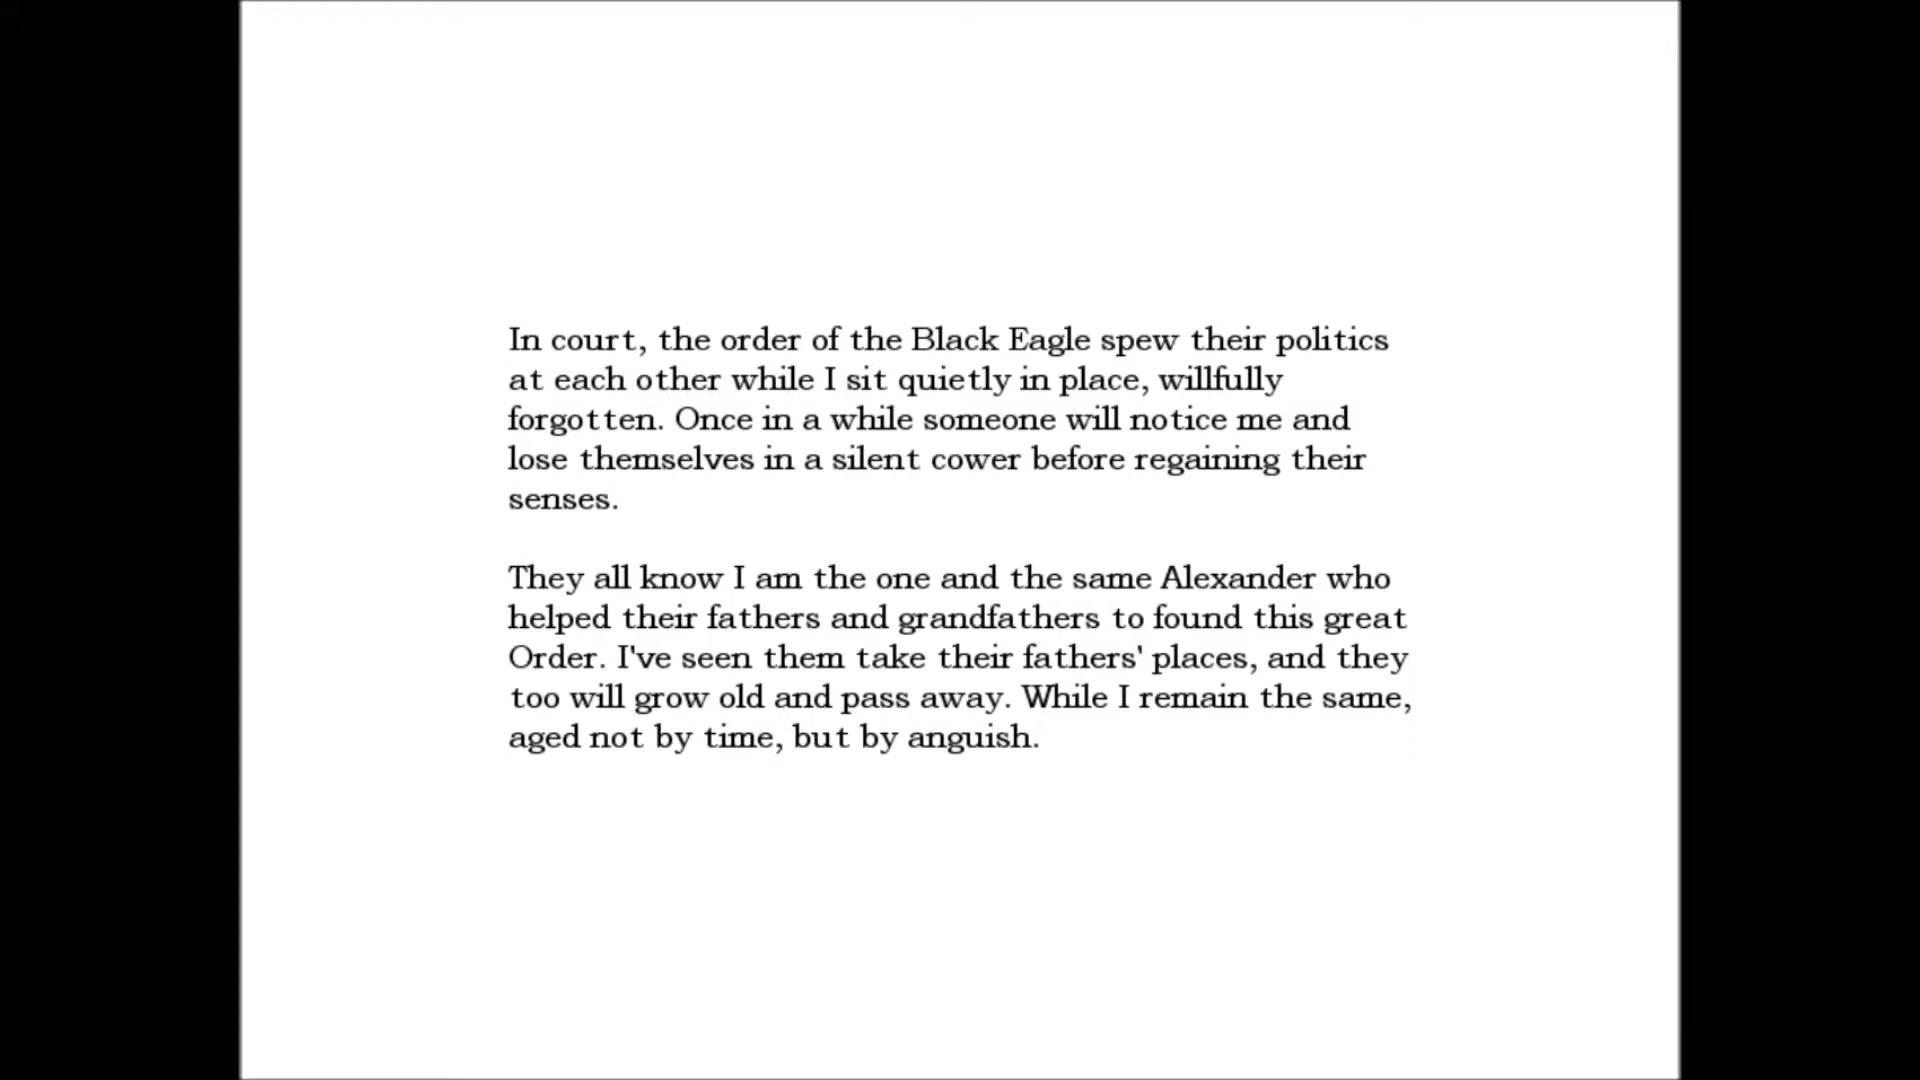 In court, the order of the Black Eagle spew their politics
at each other while I sit quietly in place, willfully
forgotten. Once in a while someone will notice me and
lose themselves in a silent cower before regaining their
senses.
They all know I am the one and the same Alexander who
helped their fathers and grandfathers to found this great
Order. I've seen them take their fathers' places, and they
too will grow old and pass away. While I remain the same,
aged not by time, but by anguish.